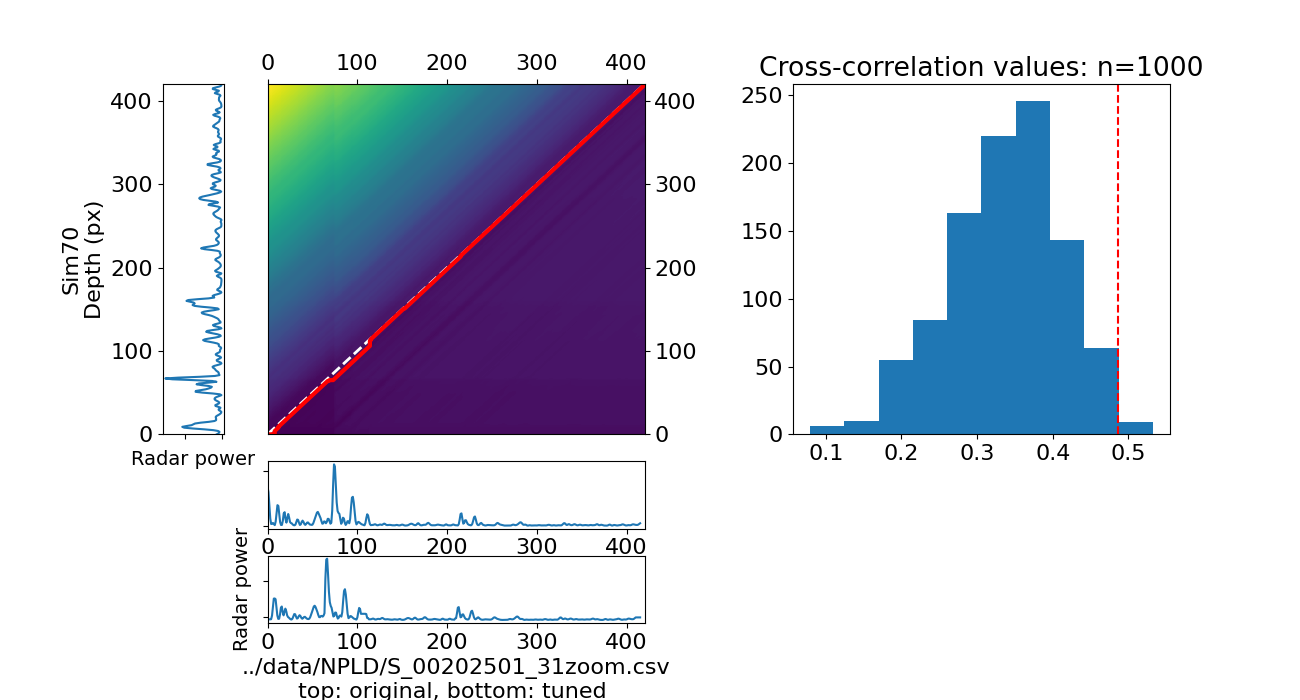 0 100 200 300 400
Cross-correlation values: n=1000
400
300
200
100
0
Sim70
Depth (px)
Radar power
400
300
200
100
0
250
200
150
100
50
0
0.1 0.2 0.3 0.4 0.5
0 100 200 300 400
Radar power
0 100 200 300 400
../data/NPLD/S_00202501_31zoom.csv
top: original, bottom: tuned